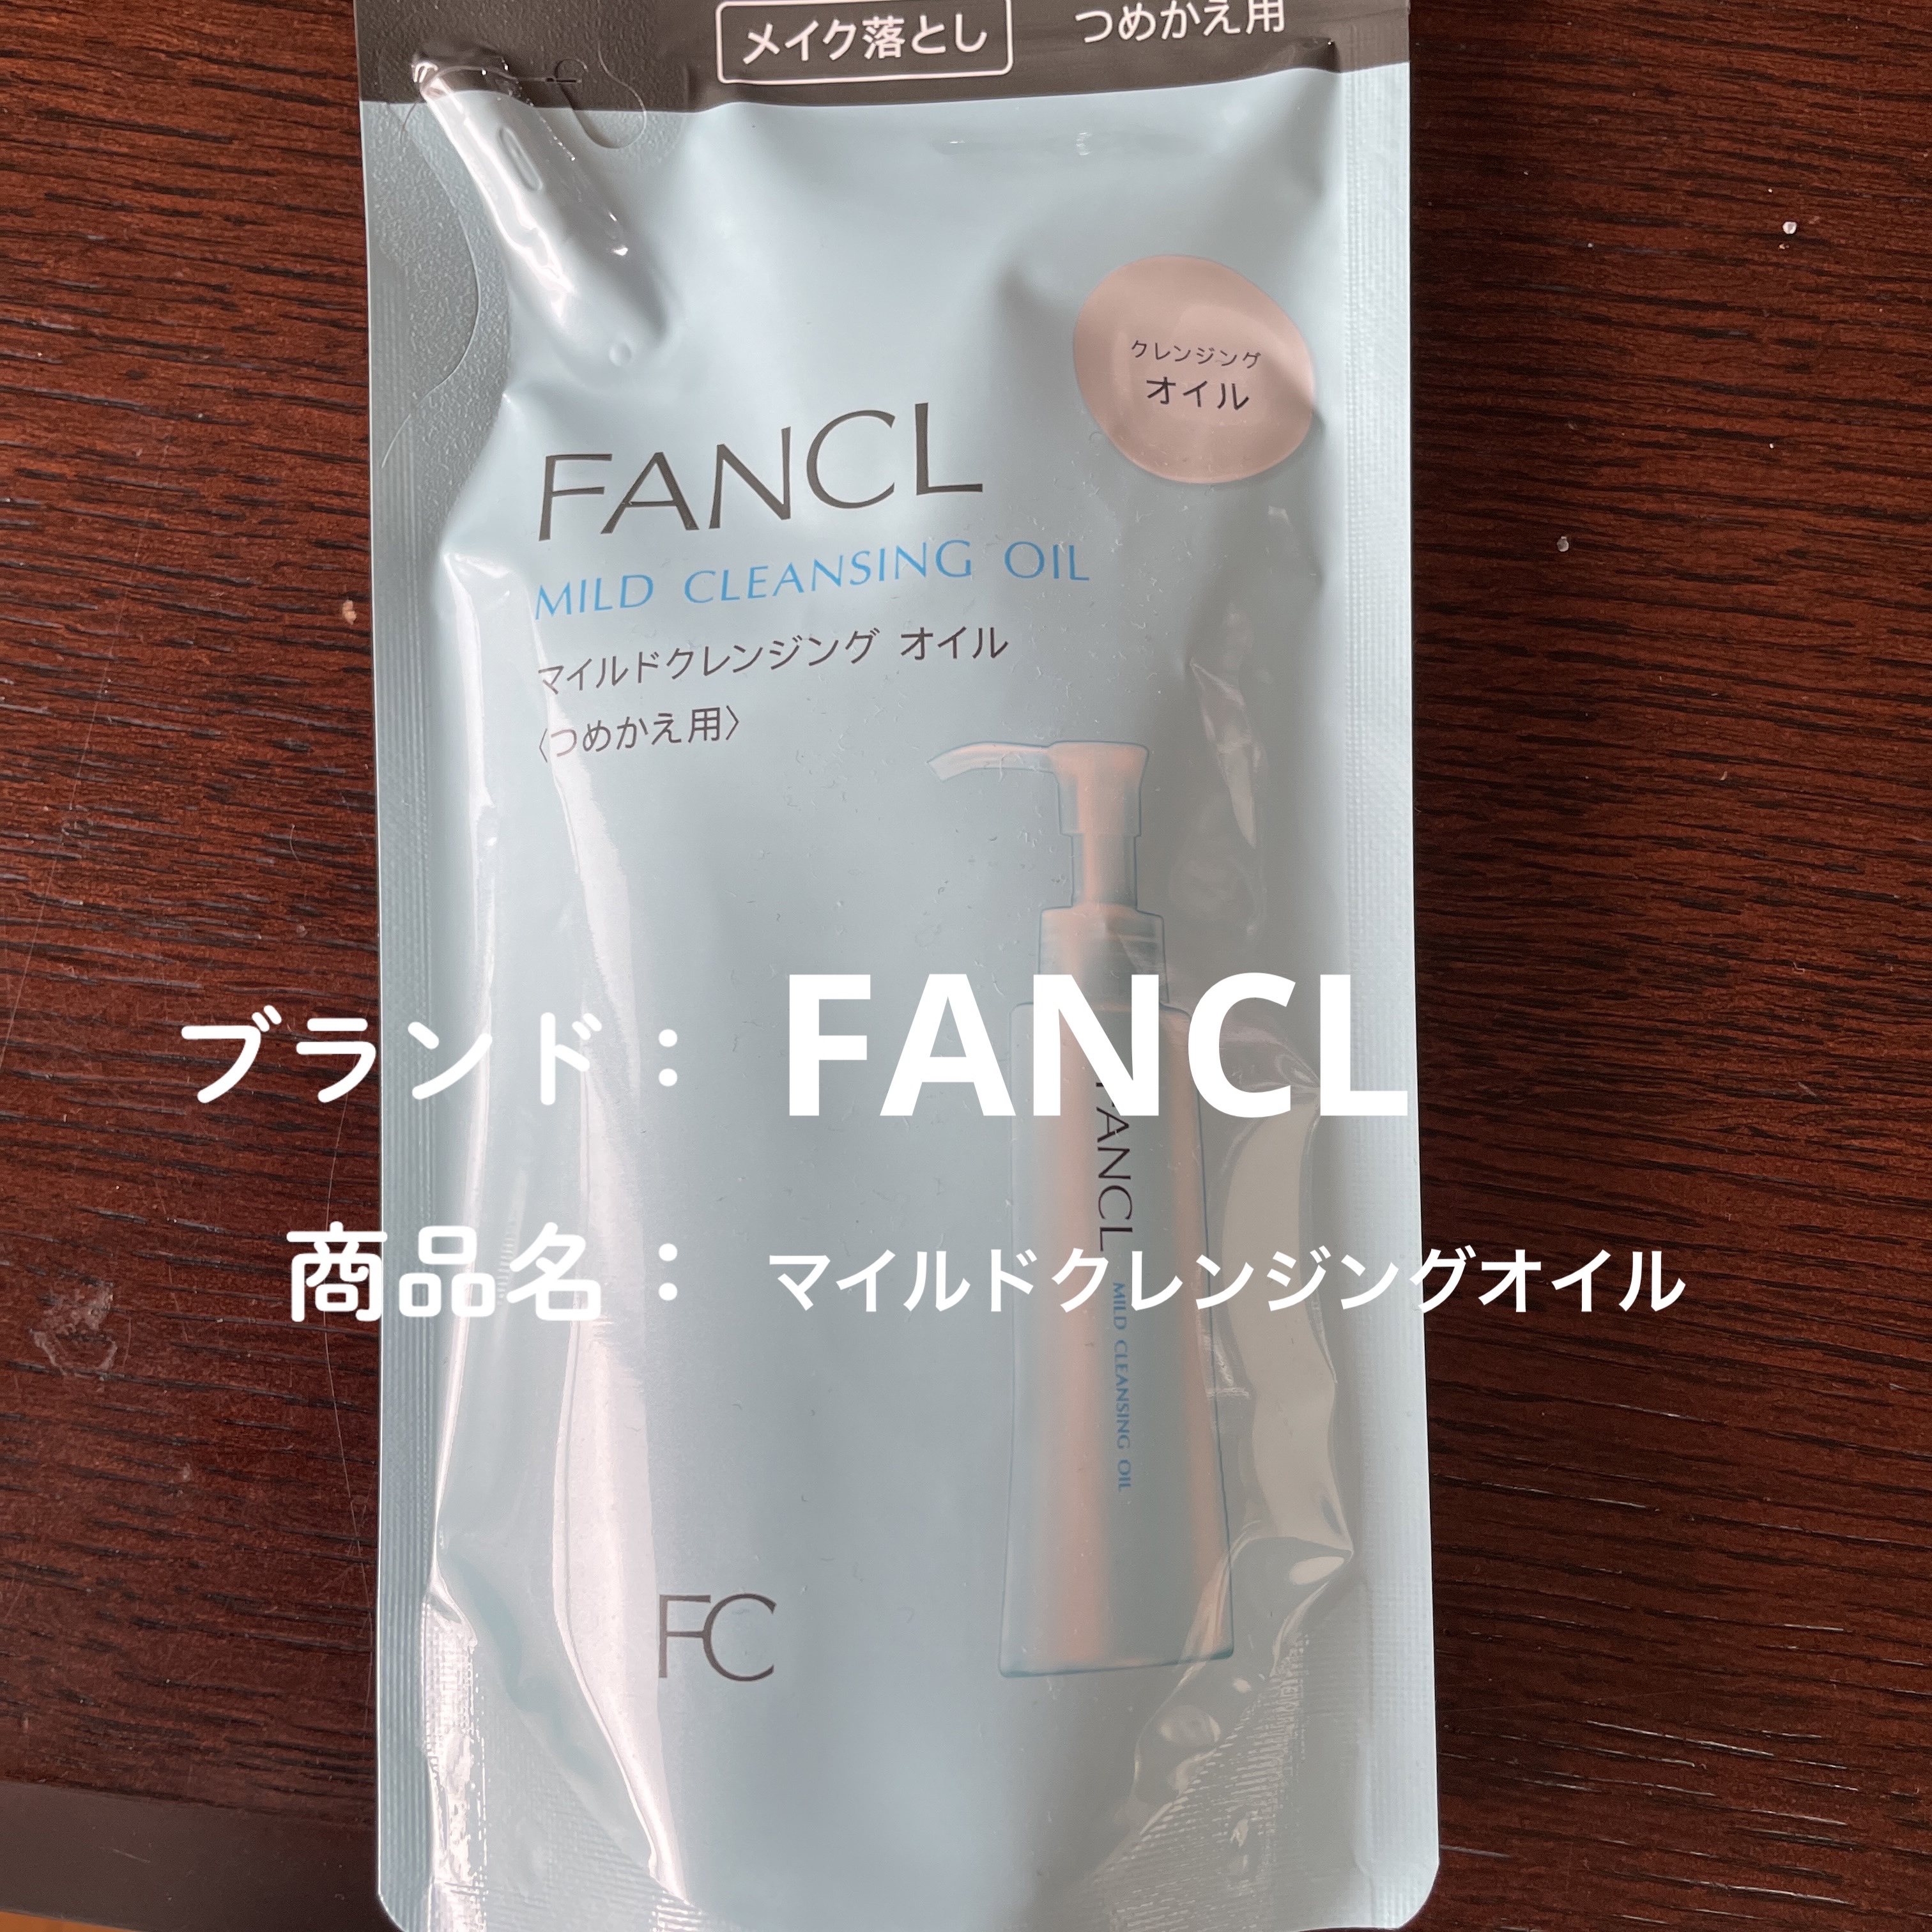 メイク落とし つめかえ用
クレンジング
オイル
FANCL
MILD CLEANSING OIL
マイルドクレンジング オイル
〈つめかえ用〉
ブランド： FANCL
FANCL
MILD CLEANSING OIL
商品名： マイルドクレンジングオイル
FC